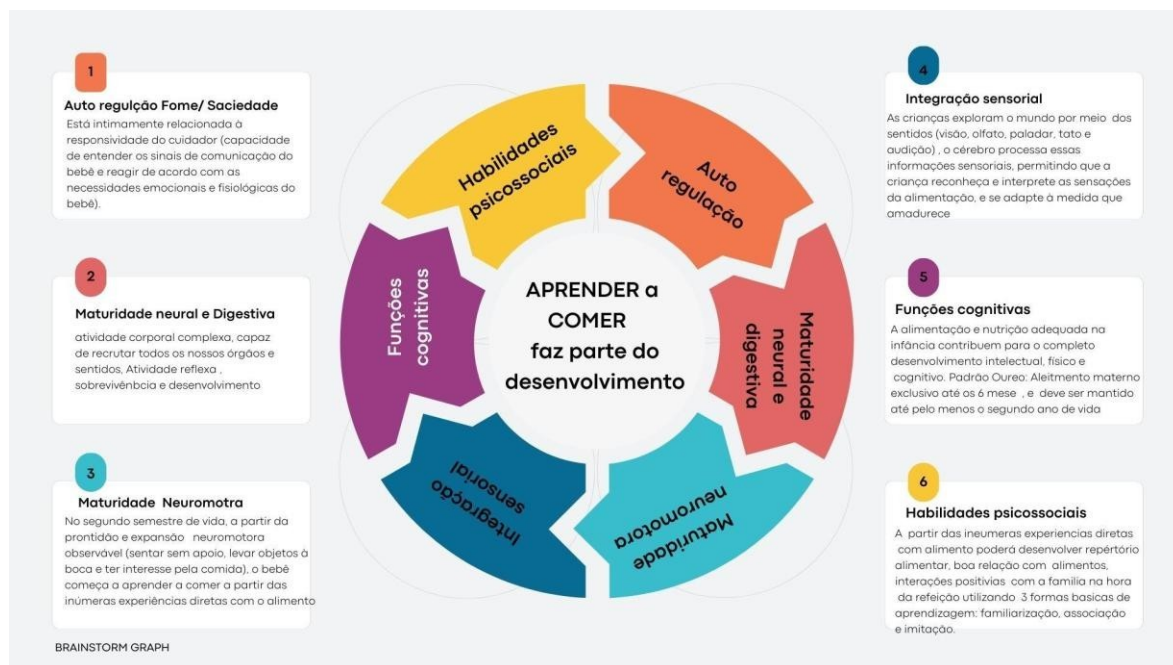 1
Auto regulção Fome/ Saciedade
Está intimamente relacionada à
responsividade do cuidador (capacidade
de entender os sinais de comunicação do
bebê e reagir de acordo com as
necessidades emocionais e fisiológicas do
bebê).
2
Maturidade neural e Digestiva
atividade corporal complexa, capaz
de recrutar todos os nossos órgãos e
sentidos, Atividade reflexa ,
sobrevivênbcia e desenvolvimento
3
Maturidade Neuromotra
No segundo semestre de vida, a partir da
prontidão e expansão neuromotora
observável (sentar sem apoio, levar objetos à
boca e ter interesse pela comida), o bebê
começa a aprender a comer a partir das
inúmeras experiências diretas com o alimento
BRAINSTORM GRAPH
Habilidades
psicossociais
Auto
regulação
Maturidade
neural e
digestiva
Maturidade
neuromotora
Integração
sensorial
Funções
cognitivas
APRENDER a
COMER
faz parte do
desenvolvimento
4
Integração sensorial
As crianças exploram o mundo por meio dos
sentidos (visão, olfato, paladar, tato e
audição) , o cérebro processa essas
informações sensoriais, permitindo que a
criança reconheça e interprete as sensações
da alimentação, e se adapte à medida que
amadurece
5
Funções cognitivas
A alimentação e nutrição adequada na
infância contribuem para o completo
desenvolvimento intelectual, físico e
cognitivo. Padrão Oureo: Aleitmento materno
exclusivo até os 6 mese , e deve ser mantido
até pelo menos o segundo ano de vida
6
Habilidades psicossociais
A partir das ineumeras experiencias diretas
com alimento poderá desenvolver repértório
alimentar, boa relação com alimentos,
interações positivias com a familia na hora
da refeição utilizando 3 formas basicas de
aprendizagem: familiarização, associação
e imitação.